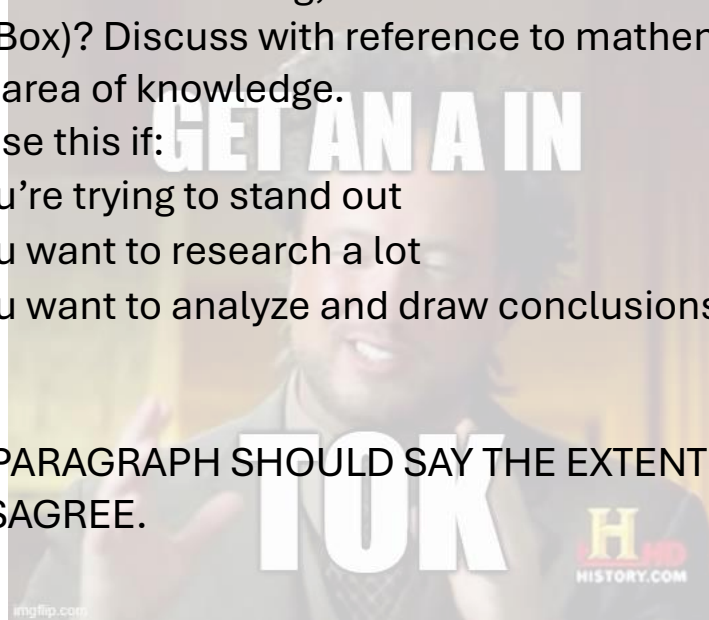 Box)? Discuss with reference to mathem
area of knowledge.
GET AN A IN
se this if:
u're trying to stand out
u want to research a lot
u want to analyze and draw conclusions
PARAGRAPH SHOULD SAY THE EXTENT
SAGREE.
TOK
H HD
HISTORY.COM
imgflip.com